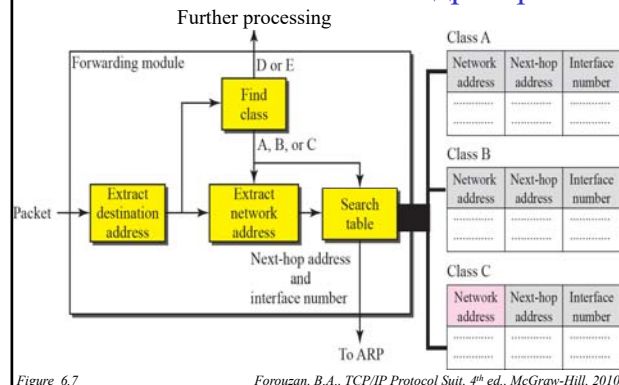 Further processing
Forwarding module
D or E
Find
class
A, B, or C
Packet
Extract
destination
address
Extract
network
address
Search
table
Next-hop address
and
interface number
To ARP
Class A
Network address
Next-hop address
Interface number
..............
..............
..............
..............
..............
..............
Class B
Network address
Next-hop address
Interface number
..............
..............
..............
..............
..............
..............
Class C
Network address
Next-hop address
Interface number
..............
..............
..............
..............
..............
..............
Figure 6.7
Forouzan, B.A., TCP/IP Protocol Suit, 4th ed., McGraw-Hill, 2010